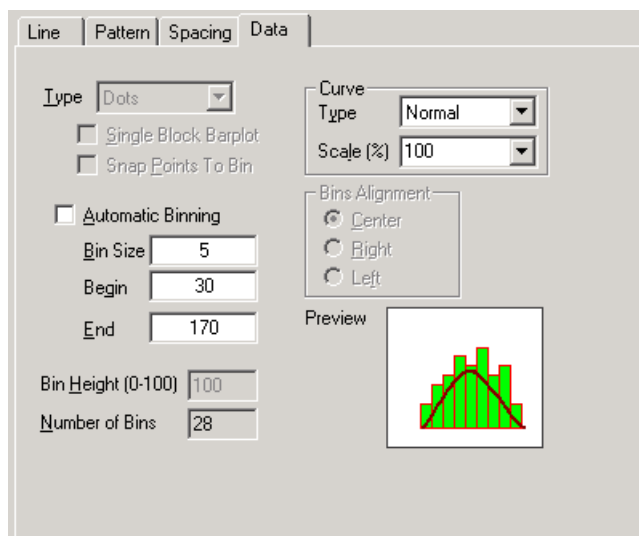 Line Pattern Spacing Data
Type Dots
Single Block Barplot
Snap Points To Bin
Automatic Binning
Bin Size 5
Begin 30
End 170
Bin Height (0-100) 100
Number of Bins 28
Curve
Type Normal
Scale (%) 100
Bins Alignment
Center
Right
Left
Preview